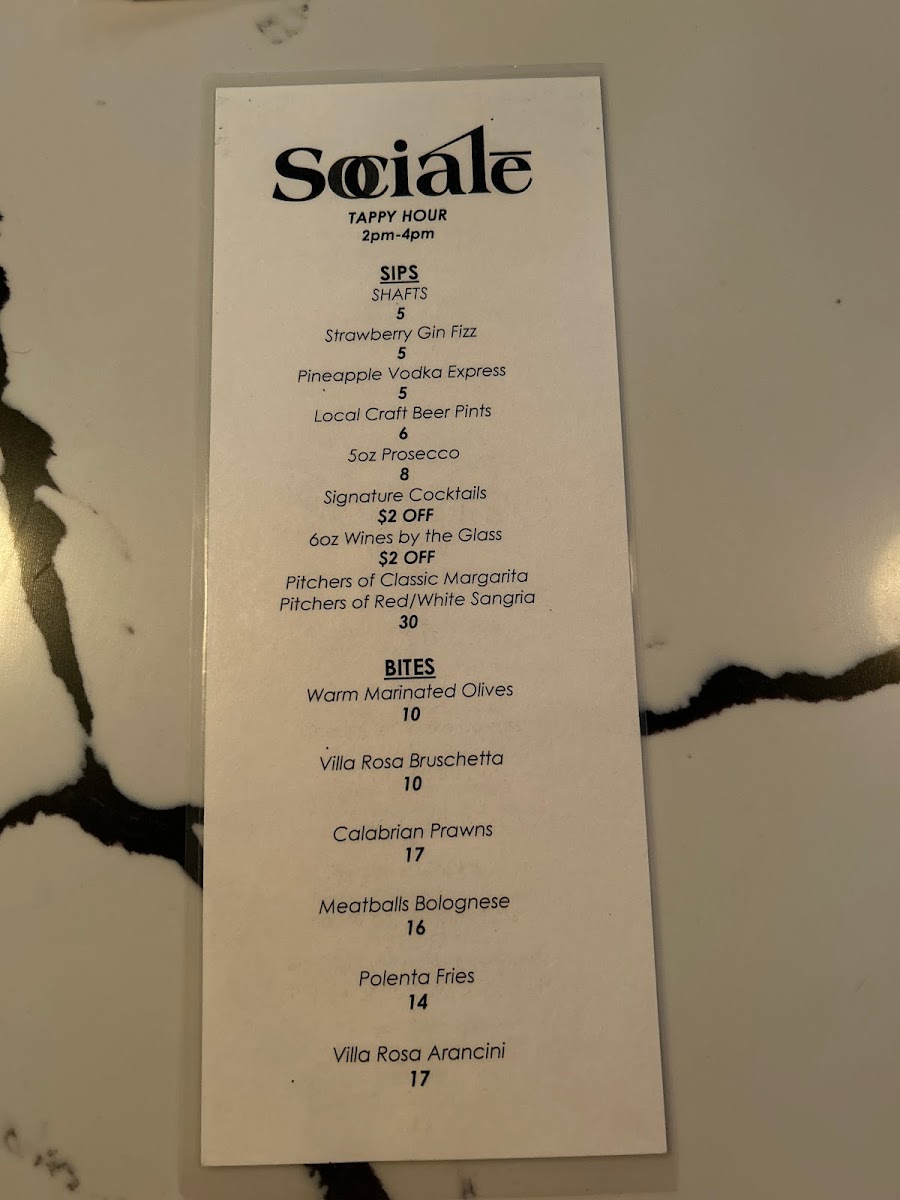 Sociale
TAPPY HOUR
2pm-4pm
SIPS
SHAFTS
5
Strawberry Gin Fizz
5
Pineapple Vodka Express
5
Local Craft Beer Pints
6
5oz Prosecco
8
Signature Cocktails
$2 OFF
6oz Wines by the Glass
$2 OFF
Pitchers of Classic Margarita
Pitchers of Red/White Sangria
30
BITES
Warm Marinated Olives
10
Villa Rosa Bruschetta
10
Calabrian Prawns
17
Meatballs Bolognese
16
Polenta Fries
14
Villa Rosa Arancini
17